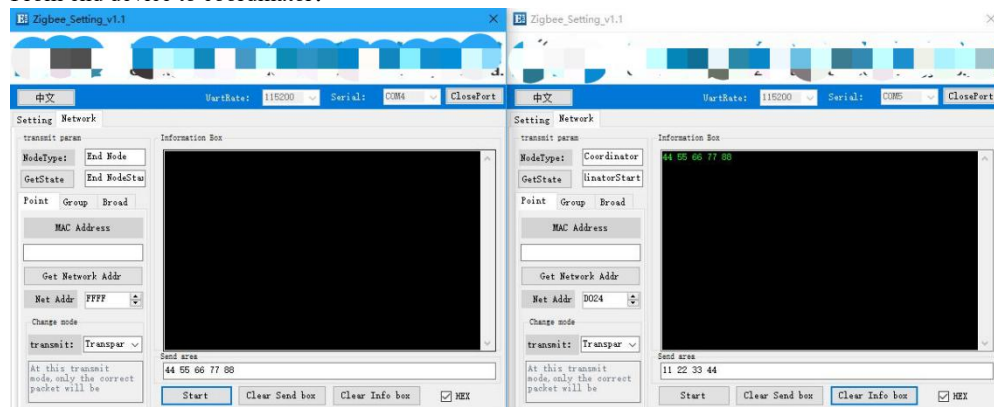 Zigbee_Setting_v1.1
中文
UartRate:
115200
Serial:
COM4
ClosePort
Setting
Network
transmit param
Information Box
NodeType:
End Node
GetState
End NodeStar
Point
Group
Broad
MAC Address
Get Network Addr
Net Addr
FFFF
Change mode
transmit:
Transpar
At this transmit
mode,only the correct
packet will be
Send area
44 55 66 77 88
Start
Clear Send box
Clear Info box
HEX
Zigbee_Setting_v1.1
中文
UartRate:
115200
Serial:
COM5
ClosePort
Setting
Network
transmit param
Information Box
NodeType:
Coordinator
44 55 66 77 88
GetState
linatorStart
Point
Group
Broad
MAC Address
Get Network Addr
Net Addr
D024
Change mode
transmit:
Transpar
At this transmit
mode,only the correct
packet will be
Send area
11 22 33 44
Start
Clear Send box
Clear Info box
HEX